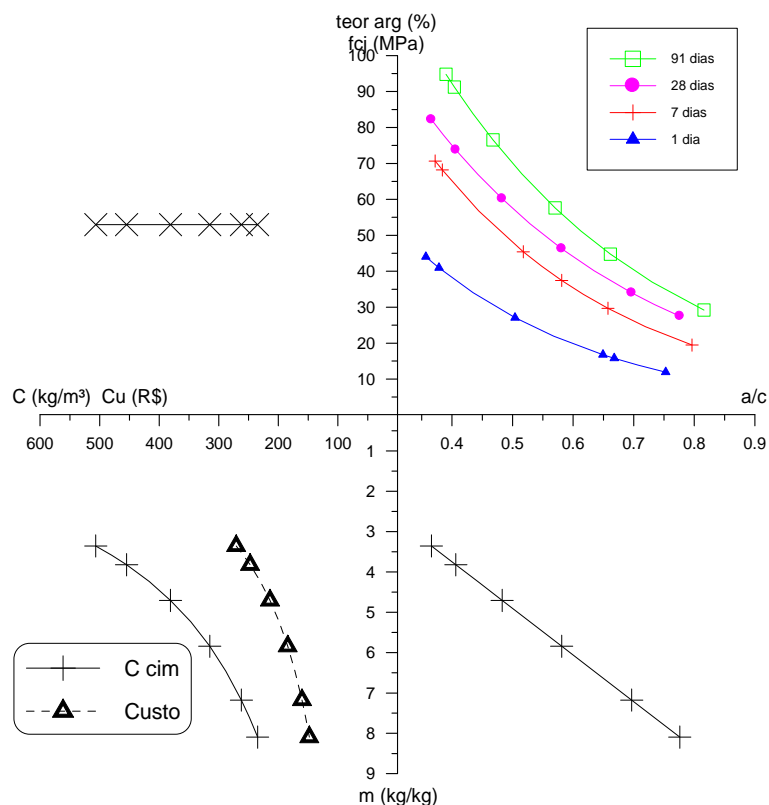 teor arg (%)
fcj (MPa)
100
90
80
70
60
50
40
30
20
10
91 dias
28 dias
7 dias
1 dia
C (kg/m³) Cu (R$)
a/c
600 500 400 300 200 100
0.4 0.5 0.6 0.7 0.8 0.9
1
2
3
4
5
6
7
8
9
C cim
Custo
m (kg/kg)